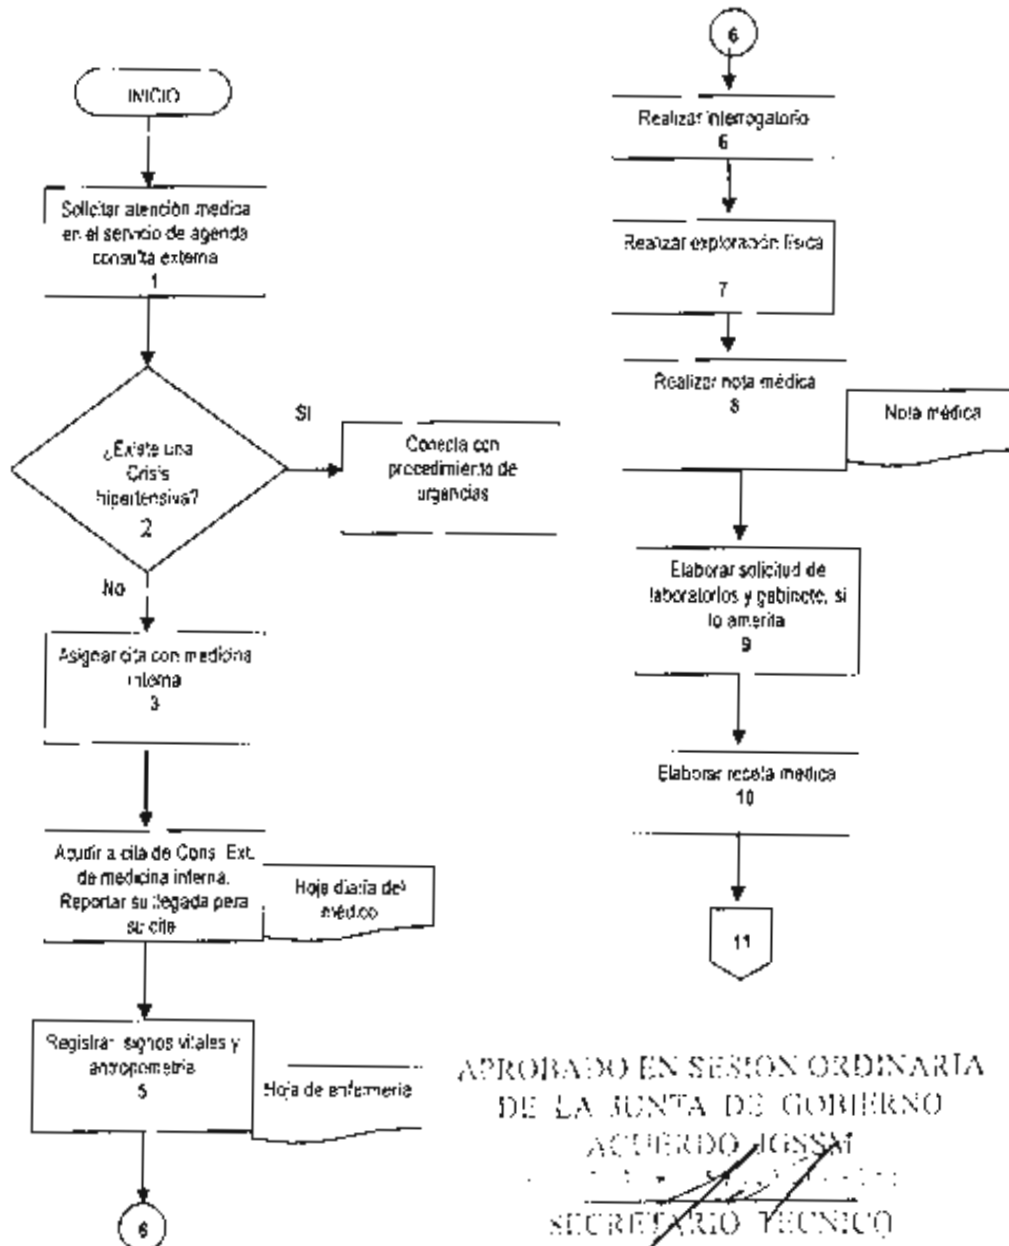 INICIO
Solicitar atención medica
en el servicio de agenda
consulta externa
1
¿Existe una
Crisis
hipertensiva?
2
SI
Conecta con
procedimiento de
urgencias
No
Asignar cita con medicina
interna
3
Acudir a cita de Cons. Ext.
de medicina interna.
Reportar su llegada para
su cita
Hoja diaria del
médico
Registrar signos vitales y
antropometría
5
Hoja de enfermería
6
6
Realizar interrogatorio
6
Realizar exploración física
7
Realizar nota médica
8
Nota médica
Elaborar solicitud de
laboratorios y gabinete, si
lo amerita
9
Elaborar receta medica
10
11
APROBADO EN SESION ORDINARIA
DE LA JUNTA DE GOBIERNO
ACUERDO JGSSM
SECRETARIO TECNICO